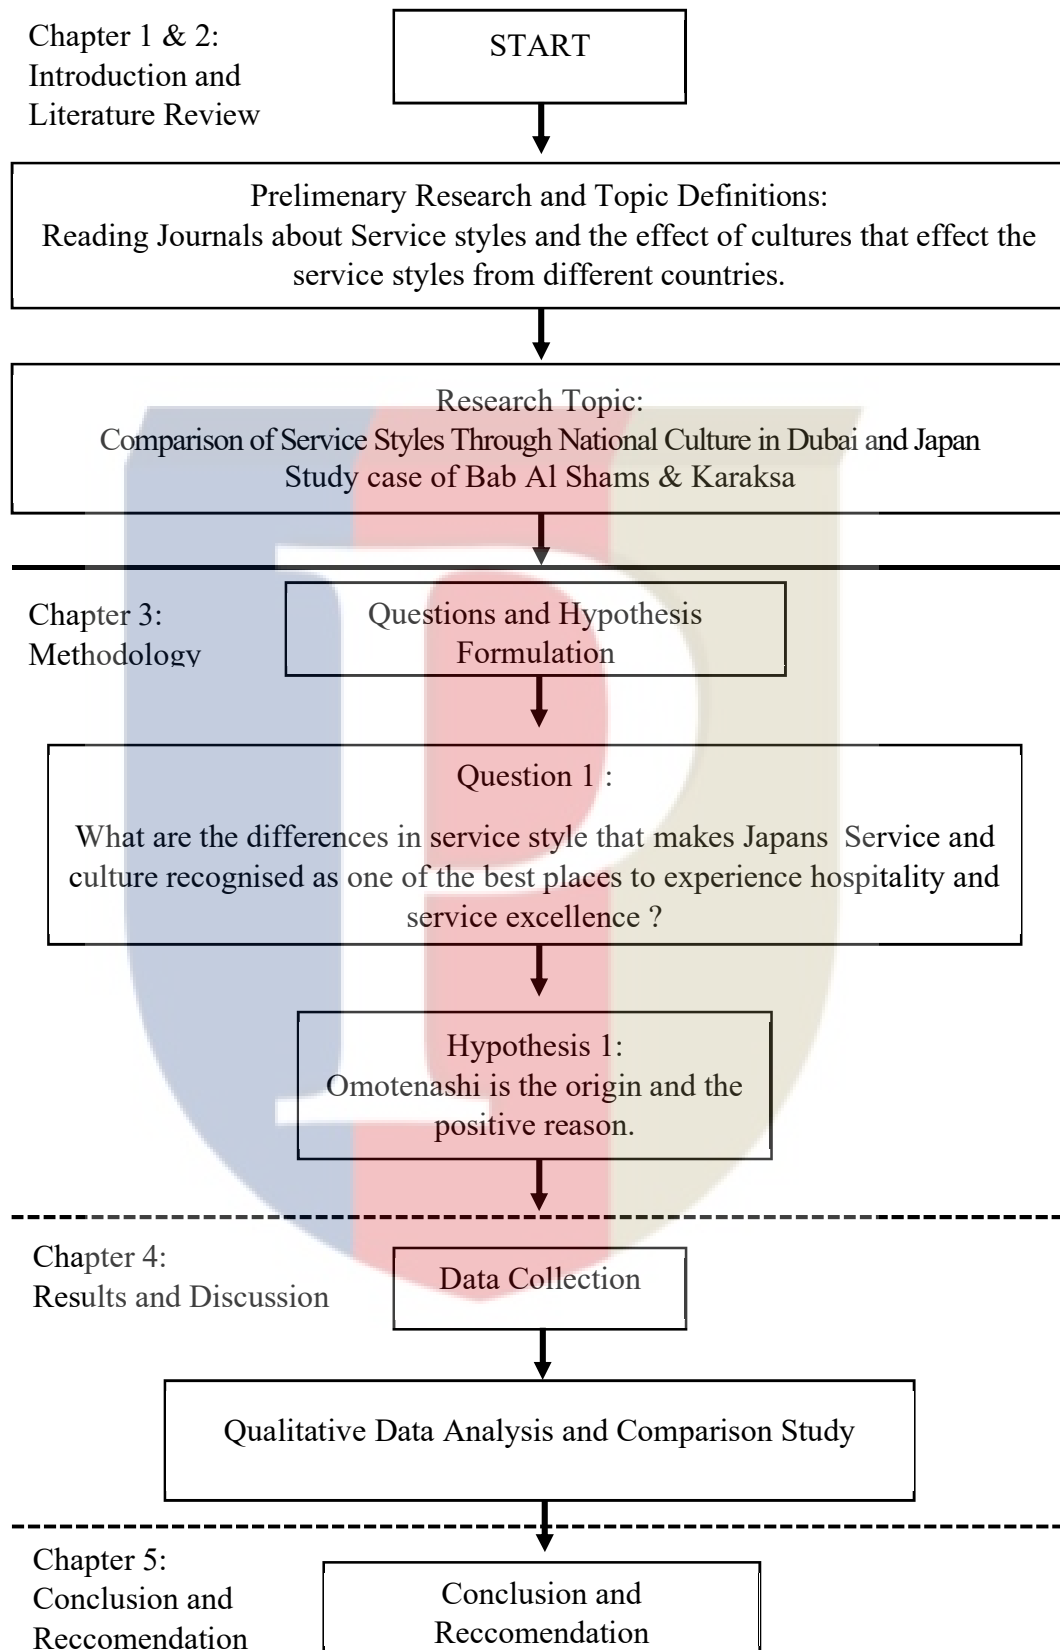 Chapter 1 & 2:
Introduction and
Literature Review
START
Prelimenary Research and Topic Definitions:
Reading Journals about Service styles and the effect of cultures that effect the
service styles from different countries.
Research Topic:
Comparison of Service Styles Through National Culture in Dubai and Japan
Study case of Bab Al Shams & Karaksa
Chapter 3:
Methodology
Questions and Hypothesis
Formulation
Question 1 :
What are the differences in service style that makes Japans Service and
culture recognised as one of the best places to experience hospitality and
service excellence ?
Hypothesis 1:
Omotenashi is the origin and the
positive reason.
Chapter 4:
Results and Discussion
Data Collection
Qualitative Data Analysis and Comparison Study
Chapter 5:
Conclusion and
Reccomendation
Conclusion and
Reccomendation